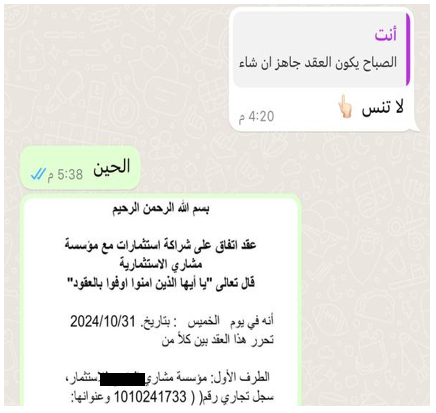 أنت
الصباح يكون العقد جاهز ان شاء
لا تنس 👆🏻
4:20 م
الحين
5:38 م
بسم الله الرحمن الرحيم
عقد اتفاق على شراكة استثمارات مع مؤسسة
مشاري الاستثمارية
قال تعالى "يا أيها الذين امنوا اوفوا بالعقود"
أنه في يوم الخميس : بتاريخ. 2024/10/31
تحرر هذا العقد بين كلأ من
الطرف الأول: مؤسسة مشاري لاستثمار،
سجل تجاري رقم( ( 1010241733 وعنوانها: